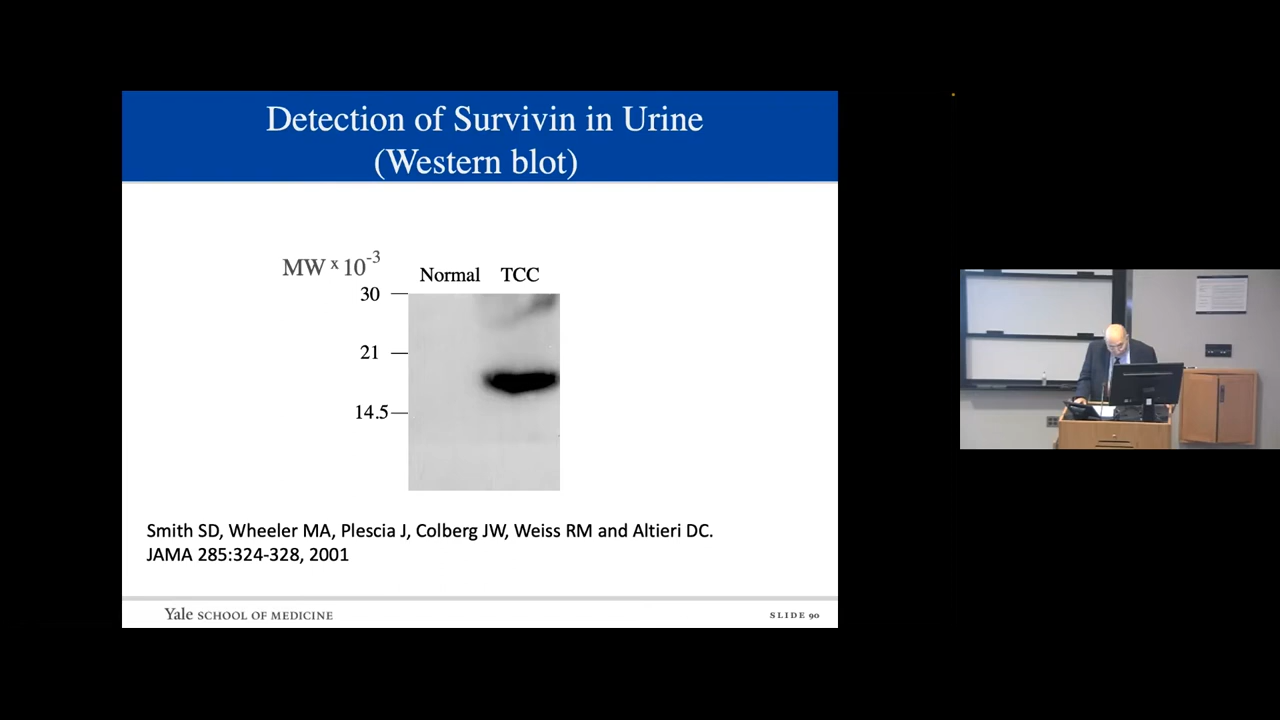 Detection of Survivin in Urine
(Western blot)
MW x 10-3
Normal TCC
30
21
14.5
Smith SD, Wheeler MA, Plescia J, Colberg JW, Weiss RM and Altieri DC.
JAMA 285:324-328, 2001
Yale SCHOOL OF MEDICINE
SLIDE 90